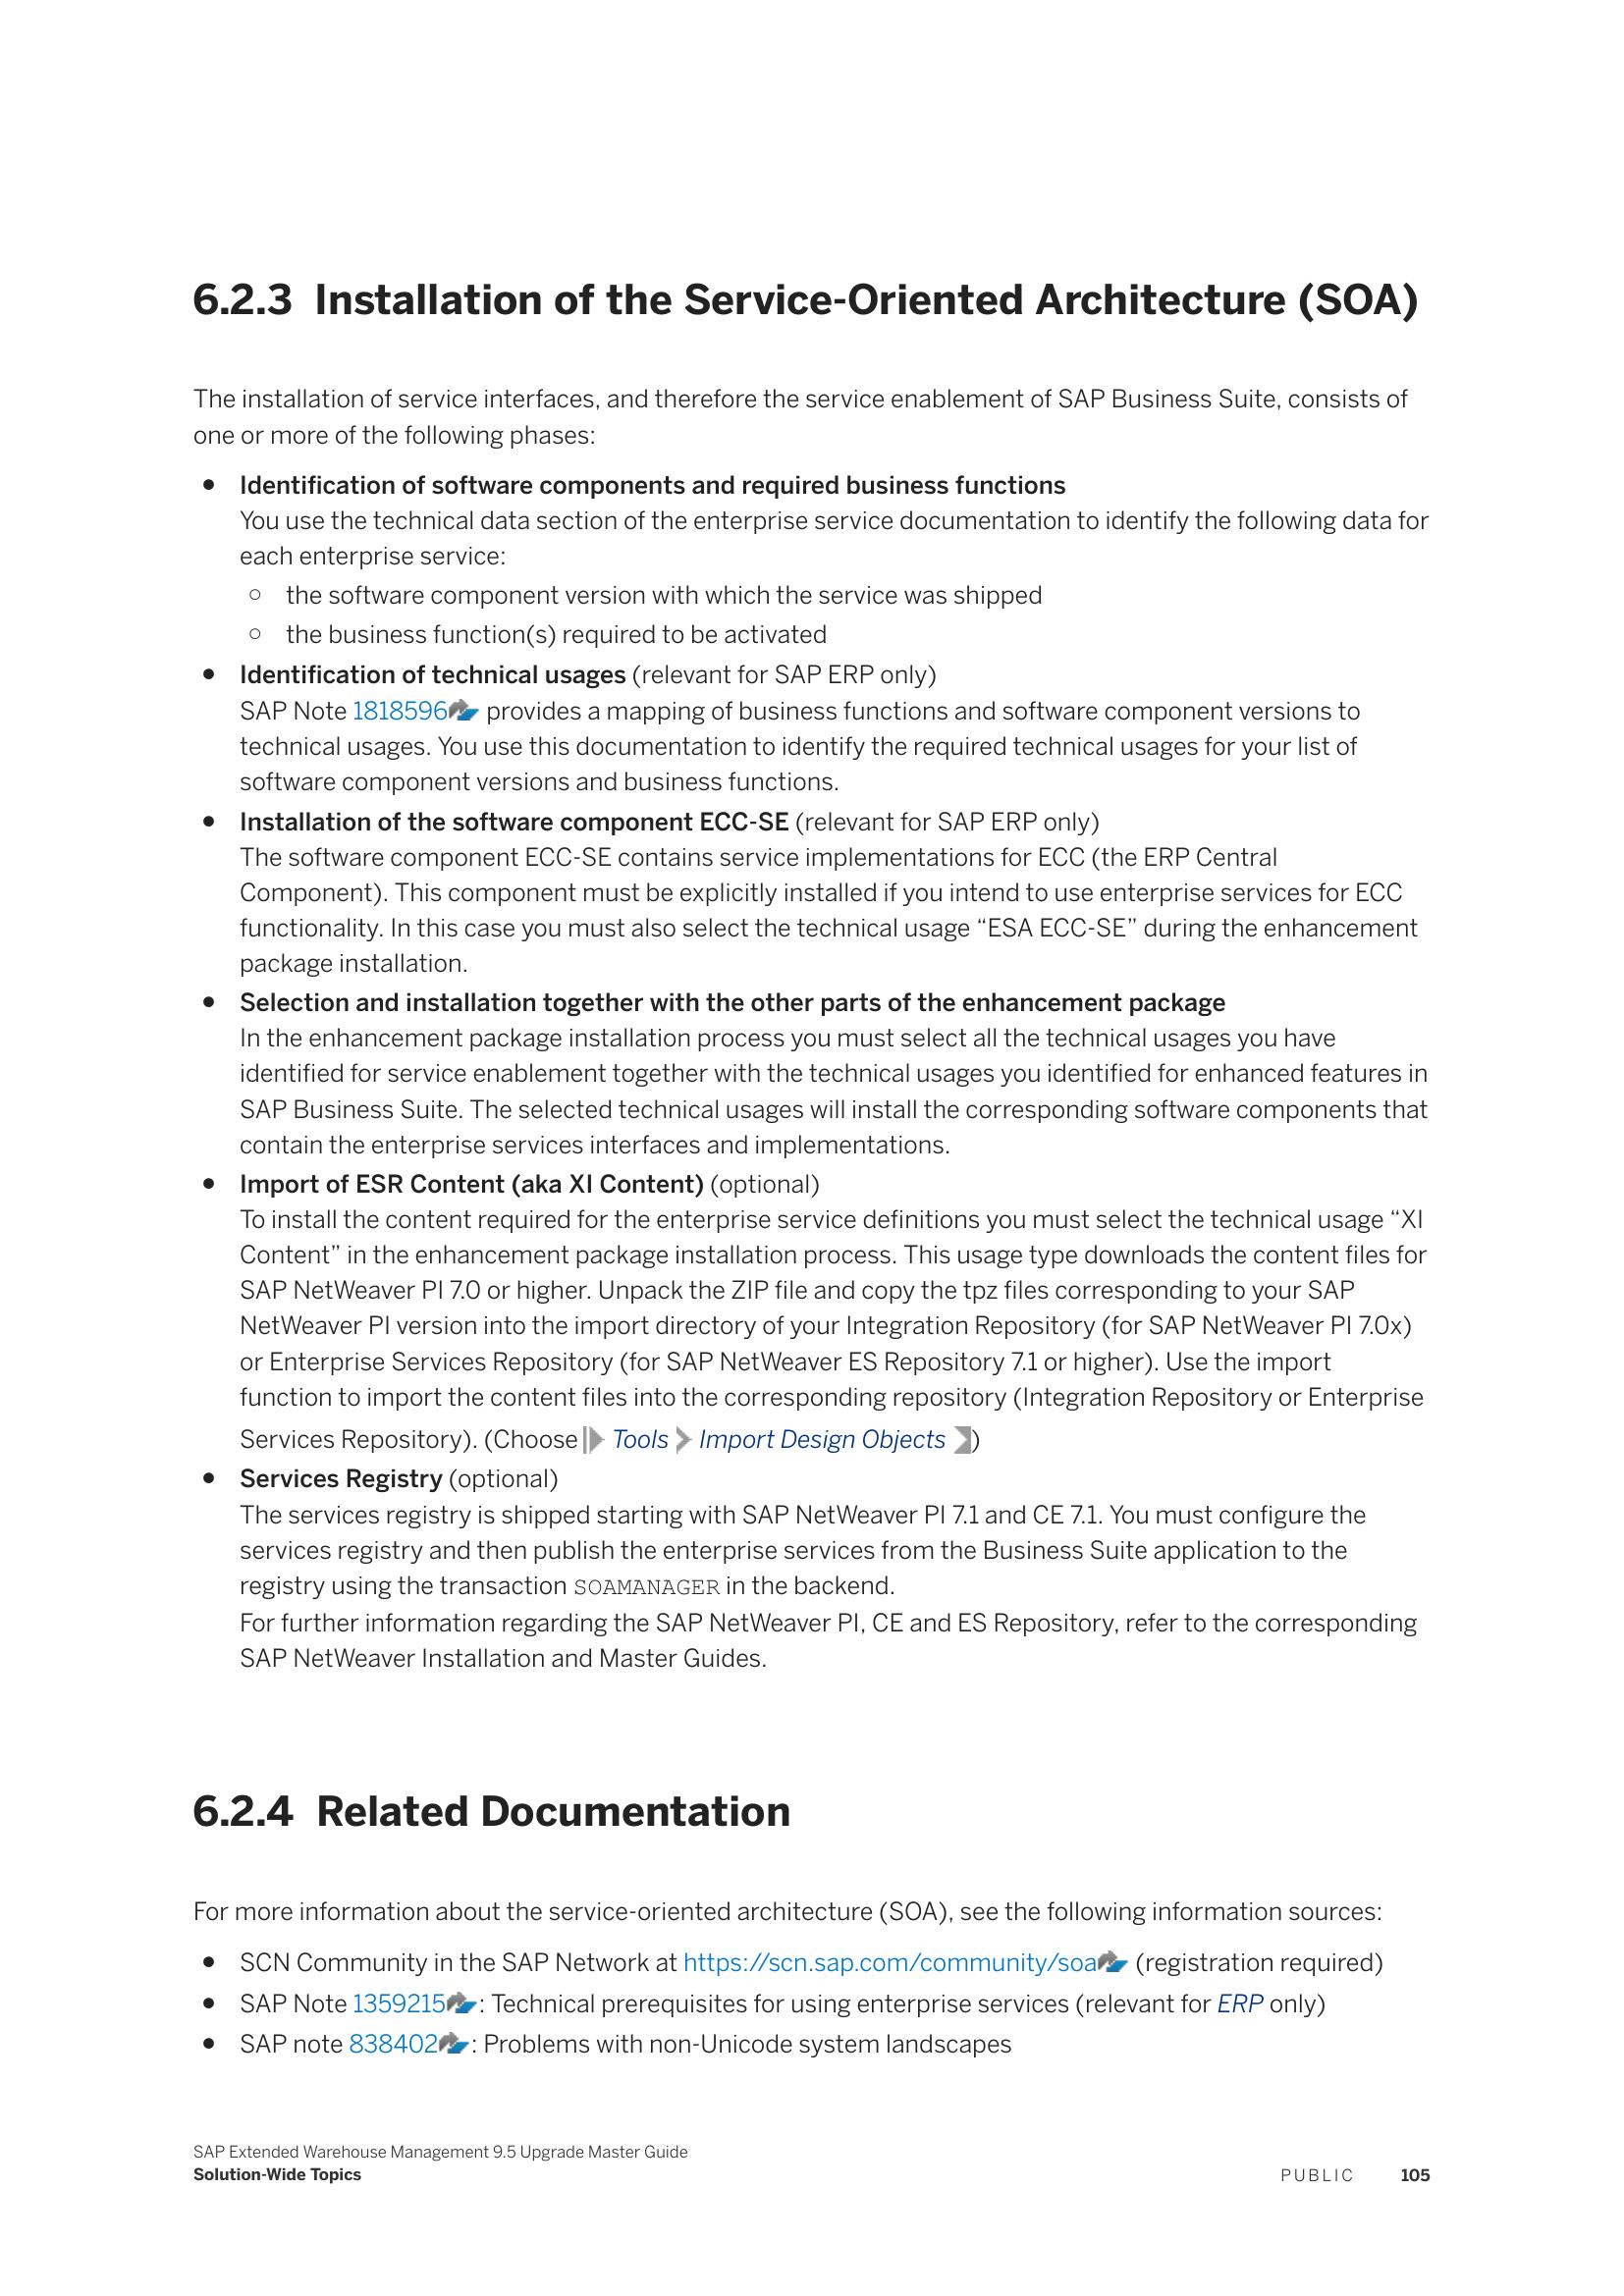 6.2.3 Installation of the Service-Oriented Architecture (SOA)
The installation of service interfaces, and therefore the service enablement of SAP Business Suite, consists of
one or more of the following phases:
● Identification of software components and required business functions
You use the technical data section of the enterprise service documentation to identify the following data for
each enterprise service:
○ the software component version with which the service was shipped
○ the business function(s) required to be activated
● Identification of technical usages (relevant for SAP ERP only)
SAP Note 1818596 provides a mapping of business functions and software component versions to
technical usages. You use this documentation to identify the required technical usages for your list of
software component versions and business functions.
● Installation of the software component ECC-SE (relevant for SAP ERP only)
The software component ECC-SE contains service implementations for ECC (the ERP Central
Component). This component must be explicitly installed if you intend to use enterprise services for ECC
functionality. In this case you must also select the technical usage “ESA ECC-SE” during the enhancement
package installation.
● Selection and installation together with the other parts of the enhancement package
In the enhancement package installation process you must select all the technical usages you have
identified for service enablement together with the technical usages you identified for enhanced features in
SAP Business Suite. The selected technical usages will install the corresponding software components that
contain the enterprise services interfaces and implementations.
● Import of ESR Content (aka XI Content) (optional)
To install the content required for the enterprise service definitions you must select the technical usage “XI
Content” in the enhancement package installation process. This usage type downloads the content files for
SAP NetWeaver PI 7.0 or higher. Unpack the ZIP file and copy the tpz files corresponding to your SAP
NetWeaver PI version into the import directory of your Integration Repository (for SAP NetWeaver PI 7.0x)
or Enterprise Services Repository (for SAP NetWeaver ES Repository 7.1 or higher). Use the import
function to import the content files into the corresponding repository (Integration Repository or Enterprise
Services Repository). (Choose Tools Import Design Objects )
● Services Registry (optional)
The services registry is shipped starting with SAP NetWeaver PI 7.1 and CE 7.1. You must configure the
services registry and then publish the enterprise services from the Business Suite application to the
registry using the transaction SOAMANAGER in the backend.
For further information regarding the SAP NetWeaver PI, CE and ES Repository, refer to the corresponding
SAP NetWeaver Installation and Master Guides.
6.2.4 Related Documentation
For more information about the service-oriented architecture (SOA), see the following information sources:
● SCN Community in the SAP Network at https://scn.sap.com/community/soa (registration required)
● SAP Note 1359215 : Technical prerequisites for using enterprise services (relevant for ERP only)
● SAP note 838402 : Problems with non-Unicode system landscapes
SAP Extended Warehouse Management 9.5 Upgrade Master Guide
Solution-Wide Topics
PUBLIC 105